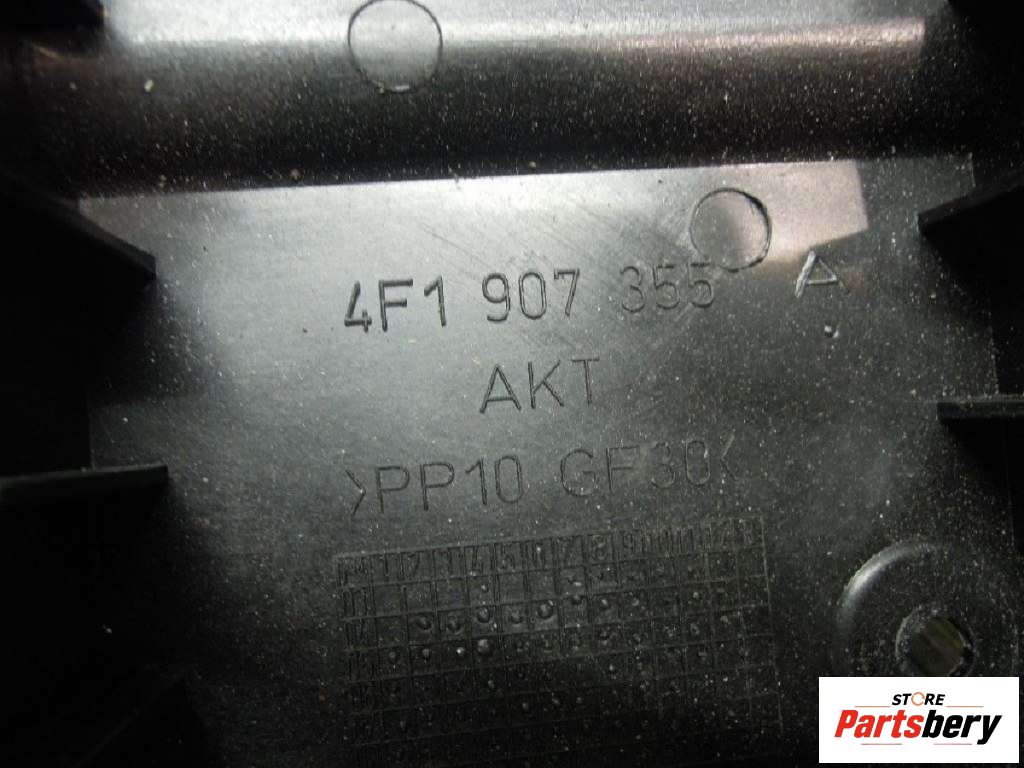 4F1 907 355 A
AKT
>PP10 GF30<
STORE
Partsbery